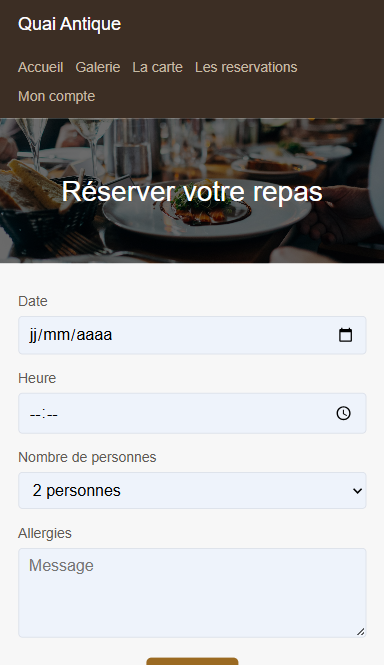 Quai Antique
Accueil Galerie La carte Les reservations
Mon compte
Réserver votre repas
Date
jj/mm/aaaa
Heure
--:--
Nombre de personnes
2 personnes
Allergies
Message